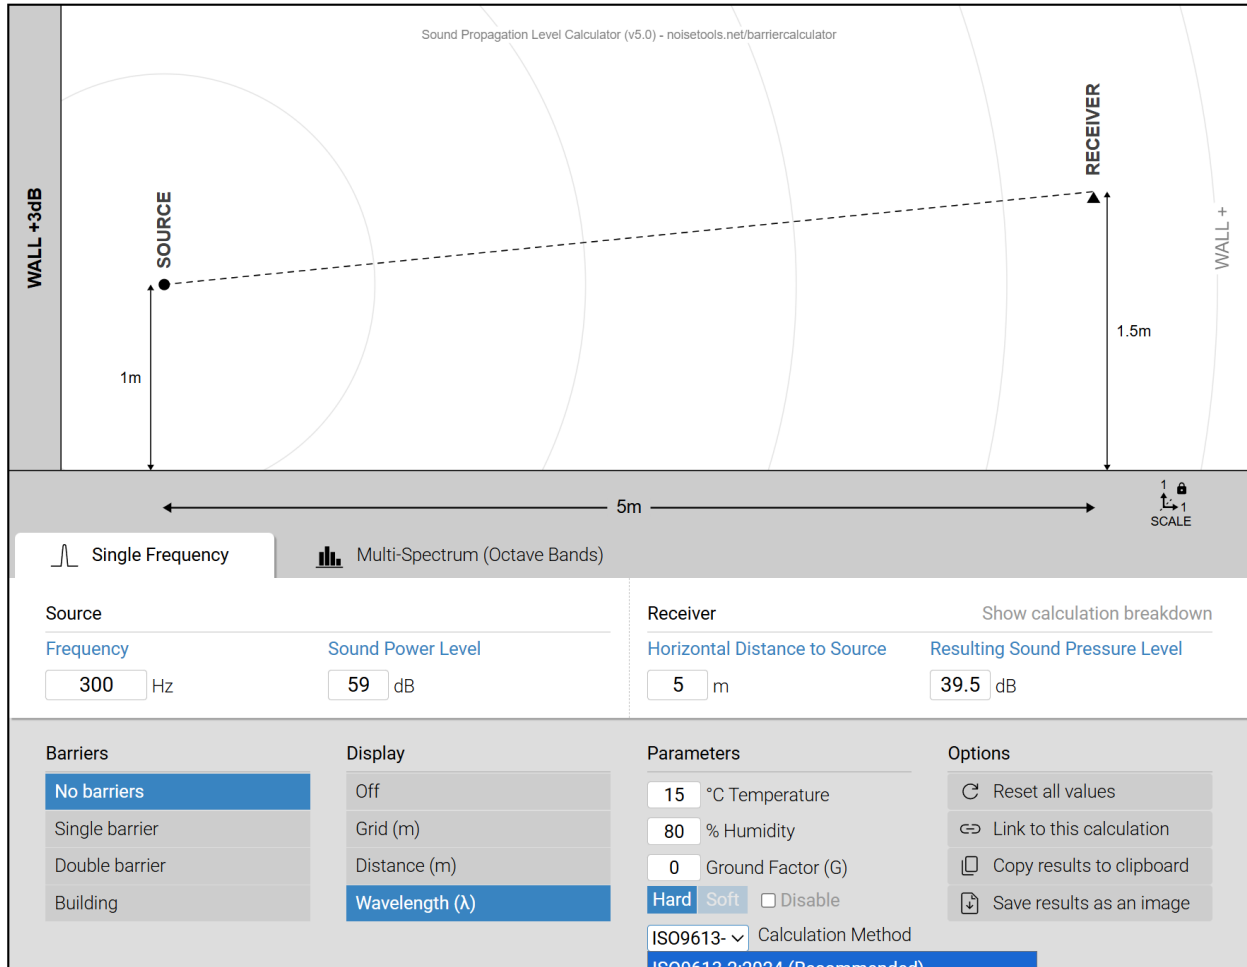 Sound Propagation Level Calculator (v5.0) - noisetools.net/barriercalculator
WALL +3dB
SOURCE
RECEIVER
WALL +
1m
1.5m
5m
1
1
SCALE
Single Frequency
Multi-Spectrum (Octave Bands)
Source
Frequency
Sound Power Level
300 Hz
59 dB
Receiver
Show calculation breakdown
Horizontal Distance to Source
Resulting Sound Pressure Level
5 m
39.5 dB
Barriers
No barriers
Single barrier
Double barrier
Building
Display
Off
Grid (m)
Distance (m)
Wavelength (λ)
Parameters
15 °C Temperature
80 % Humidity
0 Ground Factor (G)
Hard Soft Disable
ISO9613- Calculation Method
ISO9613-2:2024 (Recommended)
Options
Reset all values
Link to this calculation
Copy results to clipboard
Save results as an image